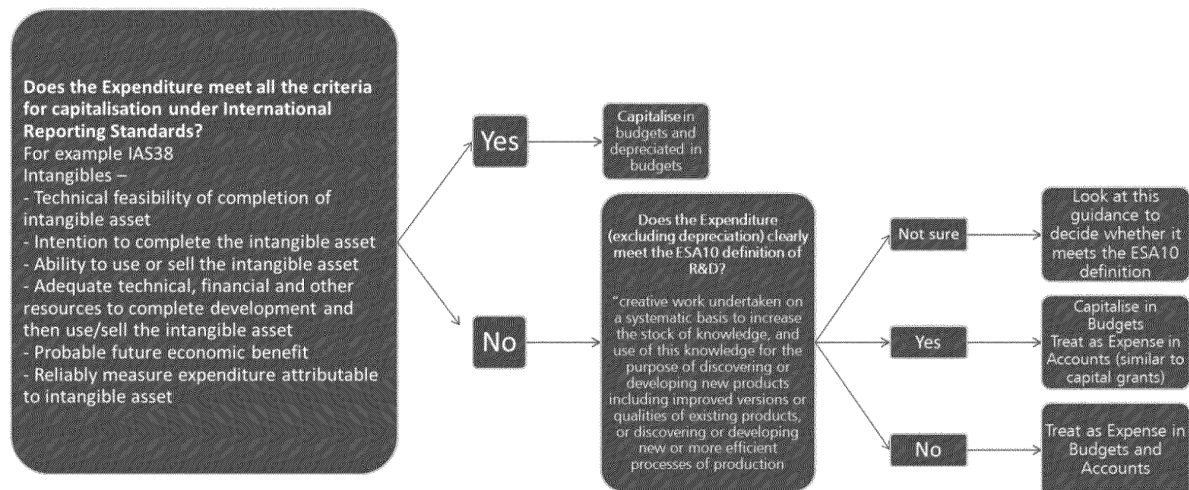 Does the Expenditure meet all the criteria
for capitalisation under International
Reporting Standards?
For example IAS38
Intangibles –
- Technical feasibility of completion of
intangible asset
- Intention to complete the intangible asset
- Ability to use or sell the intangible asset
- Adequate technical, financial and other
resources to complete development and
then use/sell the intangible asset
- Probable future economic benefit
- Reliably measure expenditure attributable
to intangible asset
Yes
Capitalise in
budgets and
depreciated in
budgets
No
Does the Expenditure
(excluding depreciation) clearly
meet the ESA10 definition of
R&D?
"creative work undertaken on
a systematic basis to increase
the stock of knowledge, and
use of this knowledge for the
purpose of discovering or
developing new products
including improved versions or
qualities of existing products,
or discovering or developing
new or more efficient
processes of production
Not sure
Look at this
guidance to
decide whether it
meets the ESA10
definition
Yes
Capitalise in
Budgets
Treat as Expense in
Accounts (similar to
capital grants)
No
Treat as Expense in
Budgets and
Accounts